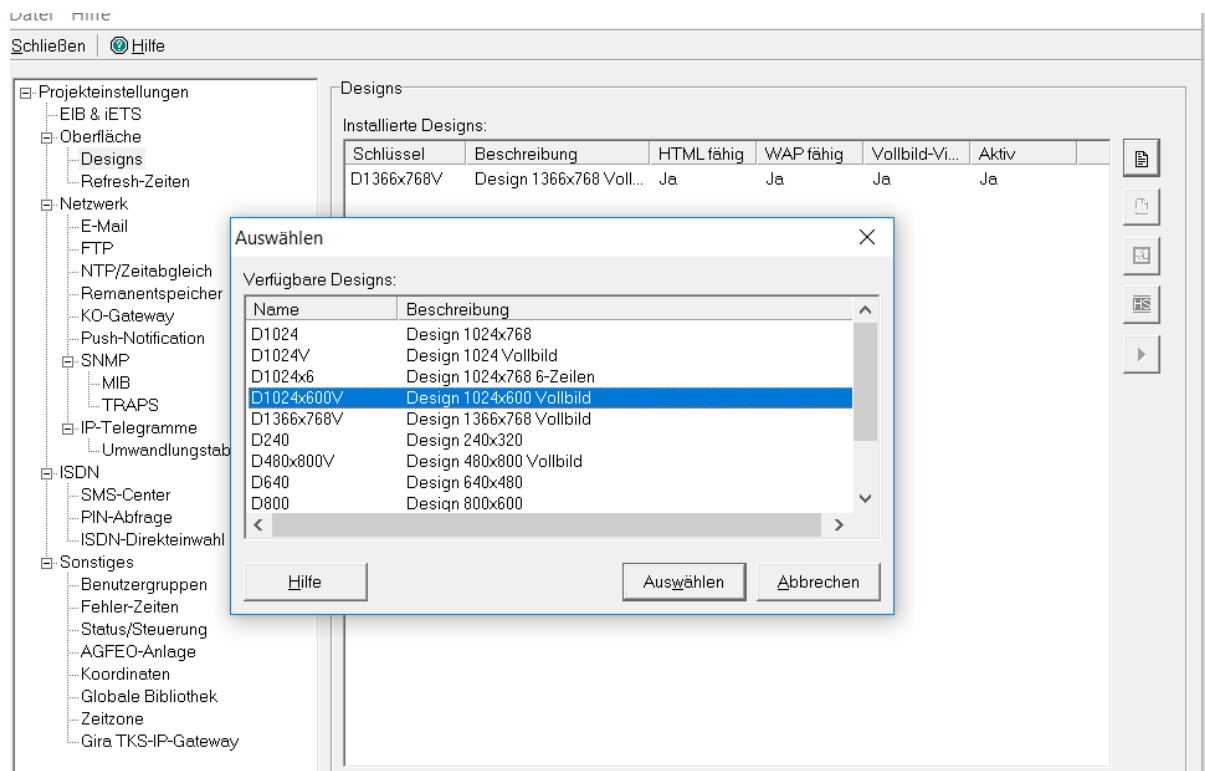 Datei Hilfe
Schließen Hilfe
Projekteinstellungen
EIB & iETS
Oberfläche
Designs
Refresh-Zeiten
Netzwerk
E-Mail
FTP
NTP/Zeitabgleich
Remanentspeicher
KO-Gateway
Push-Notification
SNMP
MIB
TRAPS
IP-Telegramme
Umwandlungstab
ISDN
SMS-Center
PIN-Abfrage
ISDN-Direkteinwahl
Sonstiges
Benutzergruppen
Fehler-Zeiten
Status/Steuerung
AGFEO-Anlage
Koordinaten
Globale Bibliothek
Zeitzone
Gira TKS-IP-Gateway
Designs
Installierte Designs:
Schlüssel Beschreibung HTML fähig WAP fähig Vollbild-Vi... Aktiv
D1366x768V Design 1366x768 Voll... Ja Ja Ja Ja
HS
Auswählen
Verfügbare Designs:
Name Beschreibung
D1024 Design 1024x768
D1024V Design 1024 Vollbild
D1024x6 Design 1024x768 6-Zeilen
D1024x600V Design 1024x600 Vollbild
D1366x768V Design 1366x768 Vollbild
D240 Design 240x320
D480x800V Design 480x800 Vollbild
D640 Design 640x480
D800 Design 800x600
Hilfe Auswählen Abbrechen